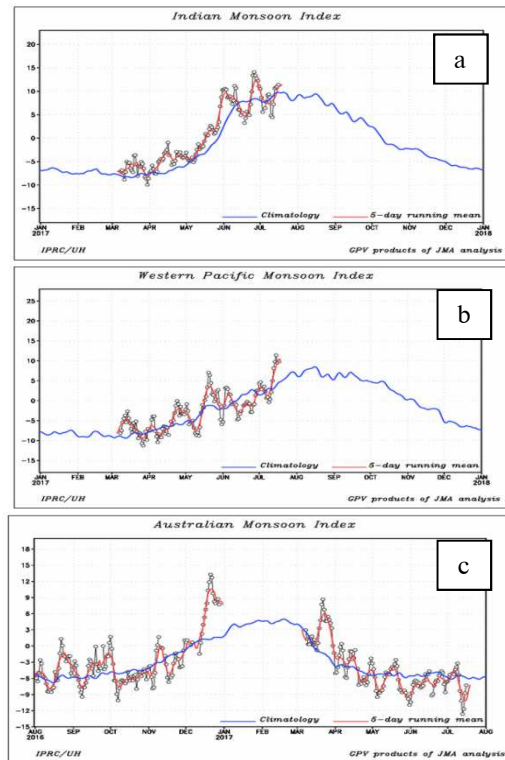 Indian Monsoon Index
a
20
15
10
5
0
-5
-10
-15
JAN FEB MAR APR MAY JUN JUL AUG SEP OCT NOV DEC JAN
2017 2018
Climatology 5-day running mean
IPRC/UH GPV products of JMA analysis
Western Pacific Monsoon Index
b
25
20
15
10
5
0
-5
-10
-15
JAN FEB MAR APR MAY JUN JUL AUG SEP OCT NOV DEC JAN
2017 2018
Climatology 5-day running mean
IPRC/UH GPV products of JMA analysis
Australian Monsoon Index
c
18
15
12
9
6
3
0
-3
-6
-9
-12
-15
AUG SEP OCT NOV DEC JAN FEB MAR APR MAY JUN JUL AUG
2016 2017
Climatology 5-day running mean
IPRC/UH GPV products of JMA analysis